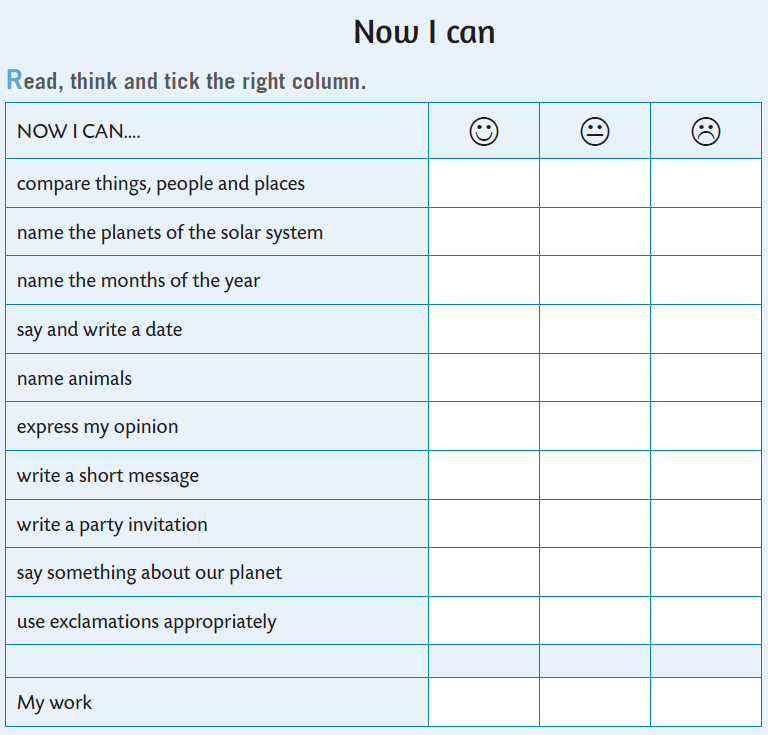 Now I can
Read, think and tick the right column.
NOW I CAN....
compare things, people and places
name the planets of the solar system
name the months of the year
say and write a date
name animals
express my opinion
write a short message
write a party invitation
say something about our planet
use exclamations appropriately
My work